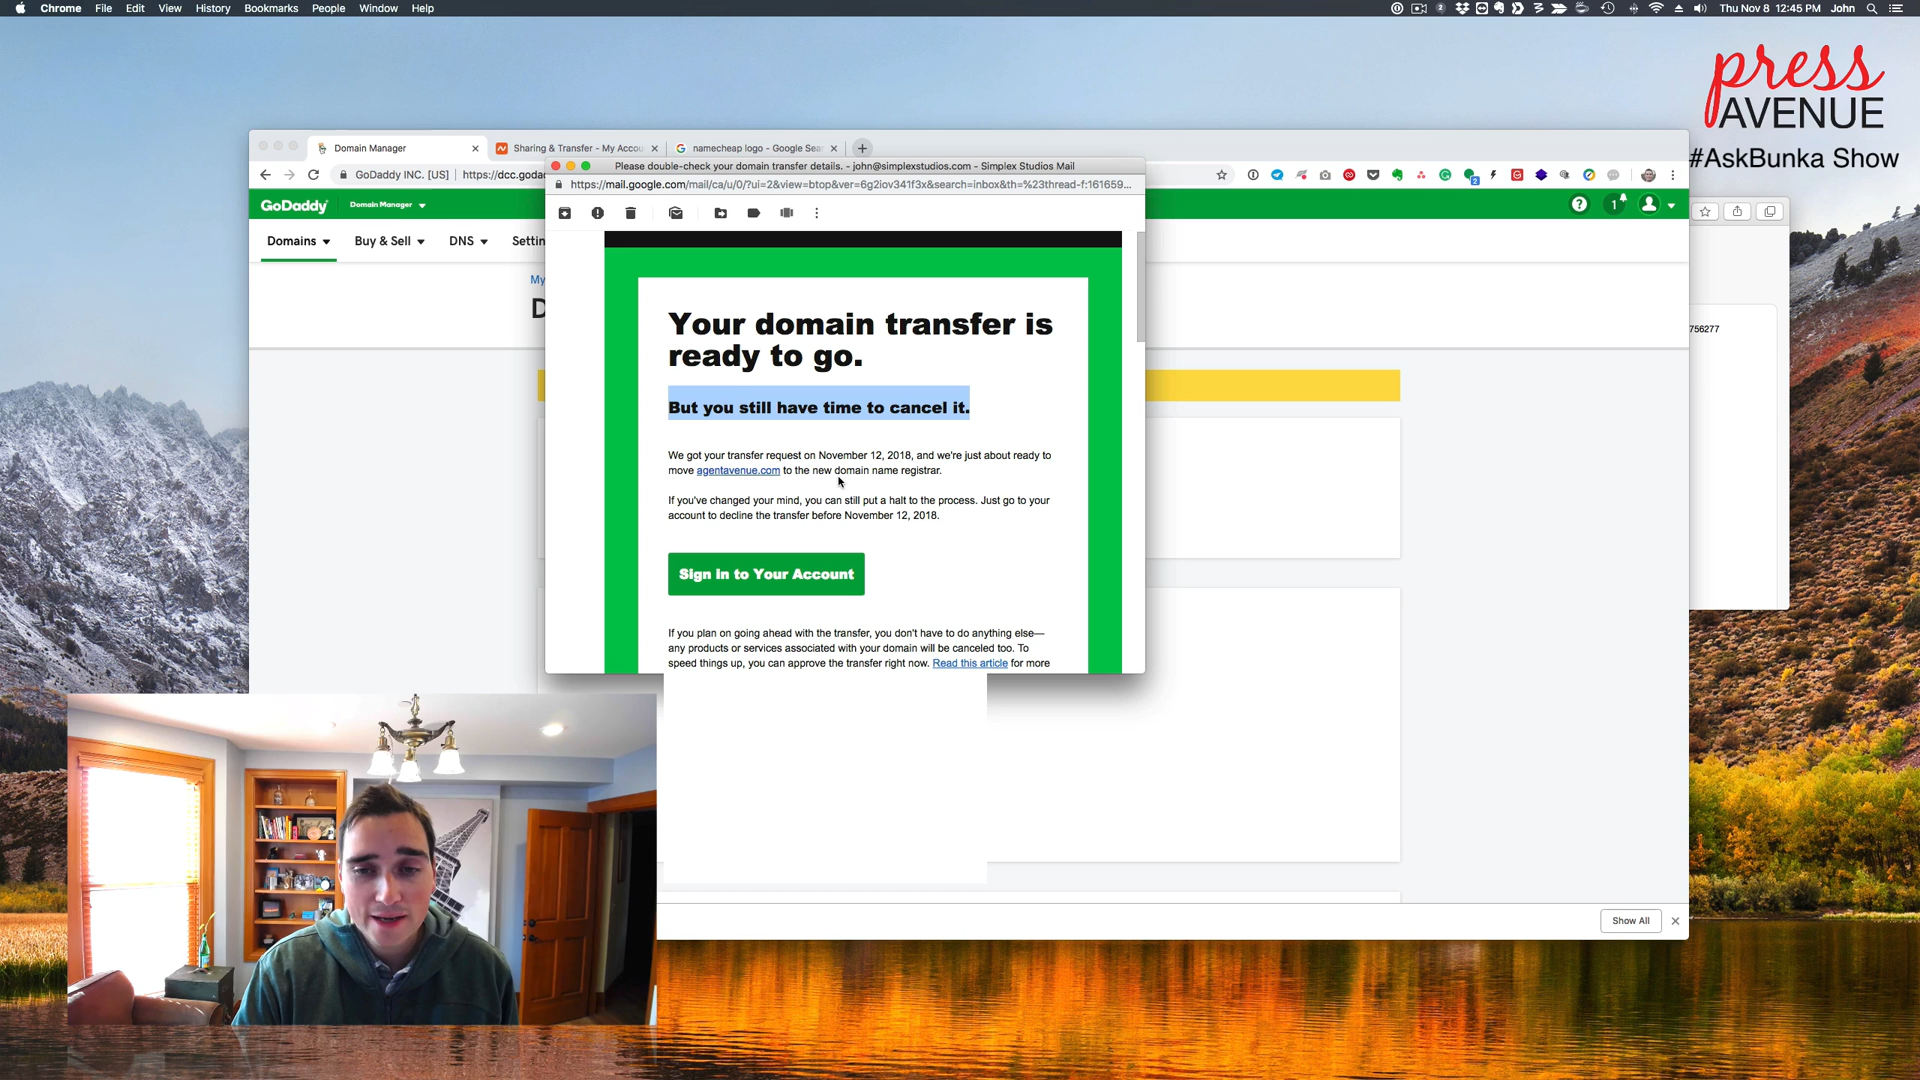 Chrome File Edit View History Bookmarks People Window Help
Thu Nov 8 12:45 PM John
press
AVENUE
#AskBunka Show
Domain Manager
Sharing & Transfer - My Accou
namecheap logo - Google Sea
Please double-check your domain transfer details. - john@simplexstudios.com - Simplex Studios Mail
GoDaddy INC. [US] https://dcc.goda
https://mail.google.com/mail/ca/u/0/?ui=2&view=btop&ver=6g2iov341f3x&search=inbox&th=%23thread-f:161659...
GoDaddy Domain Manager
1
Domains Buy & Sell DNS Settin
My
D
756277
Your domain transfer is
ready to go.
But you still have time to cancel it.
We got your transfer request on November 12, 2018, and we're just about ready to
move agentavenue.com to the new domain name registrar.
If you've changed your mind, you can still put a halt to the process. Just go to your
account to decline the transfer before November 12, 2018.
Sign In to Your Account
If you plan on going ahead with the transfer, you don't have to do anything else—
any products or services associated with your domain will be canceled too. To
speed things up, you can approve the transfer right now. Read this article for more
Show All